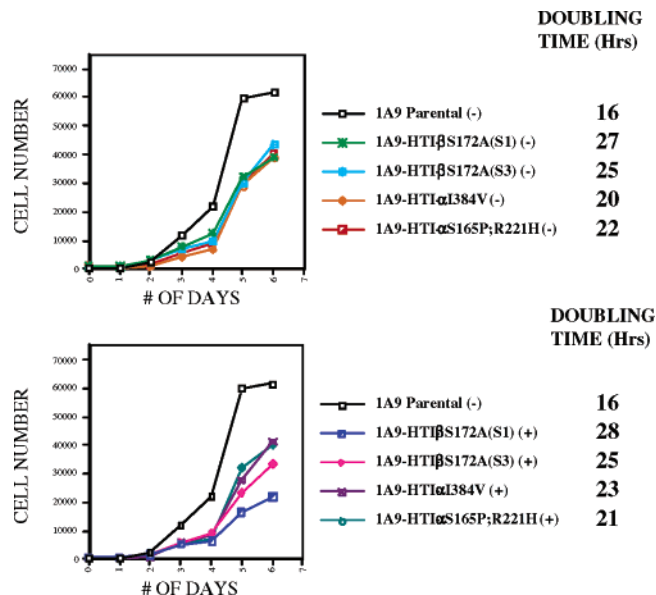 DOUBLING
TIME (Hrs)
CELL NUMBER
70000
60000
50000
40000
30000
20000
10000
0
0 1 2 3 4 5 6 7
# OF DAYS
1A9 Parental (-) 16
1A9-HTIβS172A(S1) (-) 27
1A9-HTIβS172A(S3) (-) 25
1A9-HTIαI384V(-) 20
1A9-HTIαS165P;R221H(-) 22
DOUBLING
TIME (Hrs)
CELL NUMBER
70000
60000
50000
40000
30000
20000
10000
0
0 1 2 3 4 5 6 7
# OF DAYS
1A9 Parental (-) 16
1A9-HTIβS172A(S1) (+) 28
1A9-HTIβS172A(S3) (+) 25
1A9-HTIαI384V (+) 23
1A9-HTIαS165P;R221H(+) 21